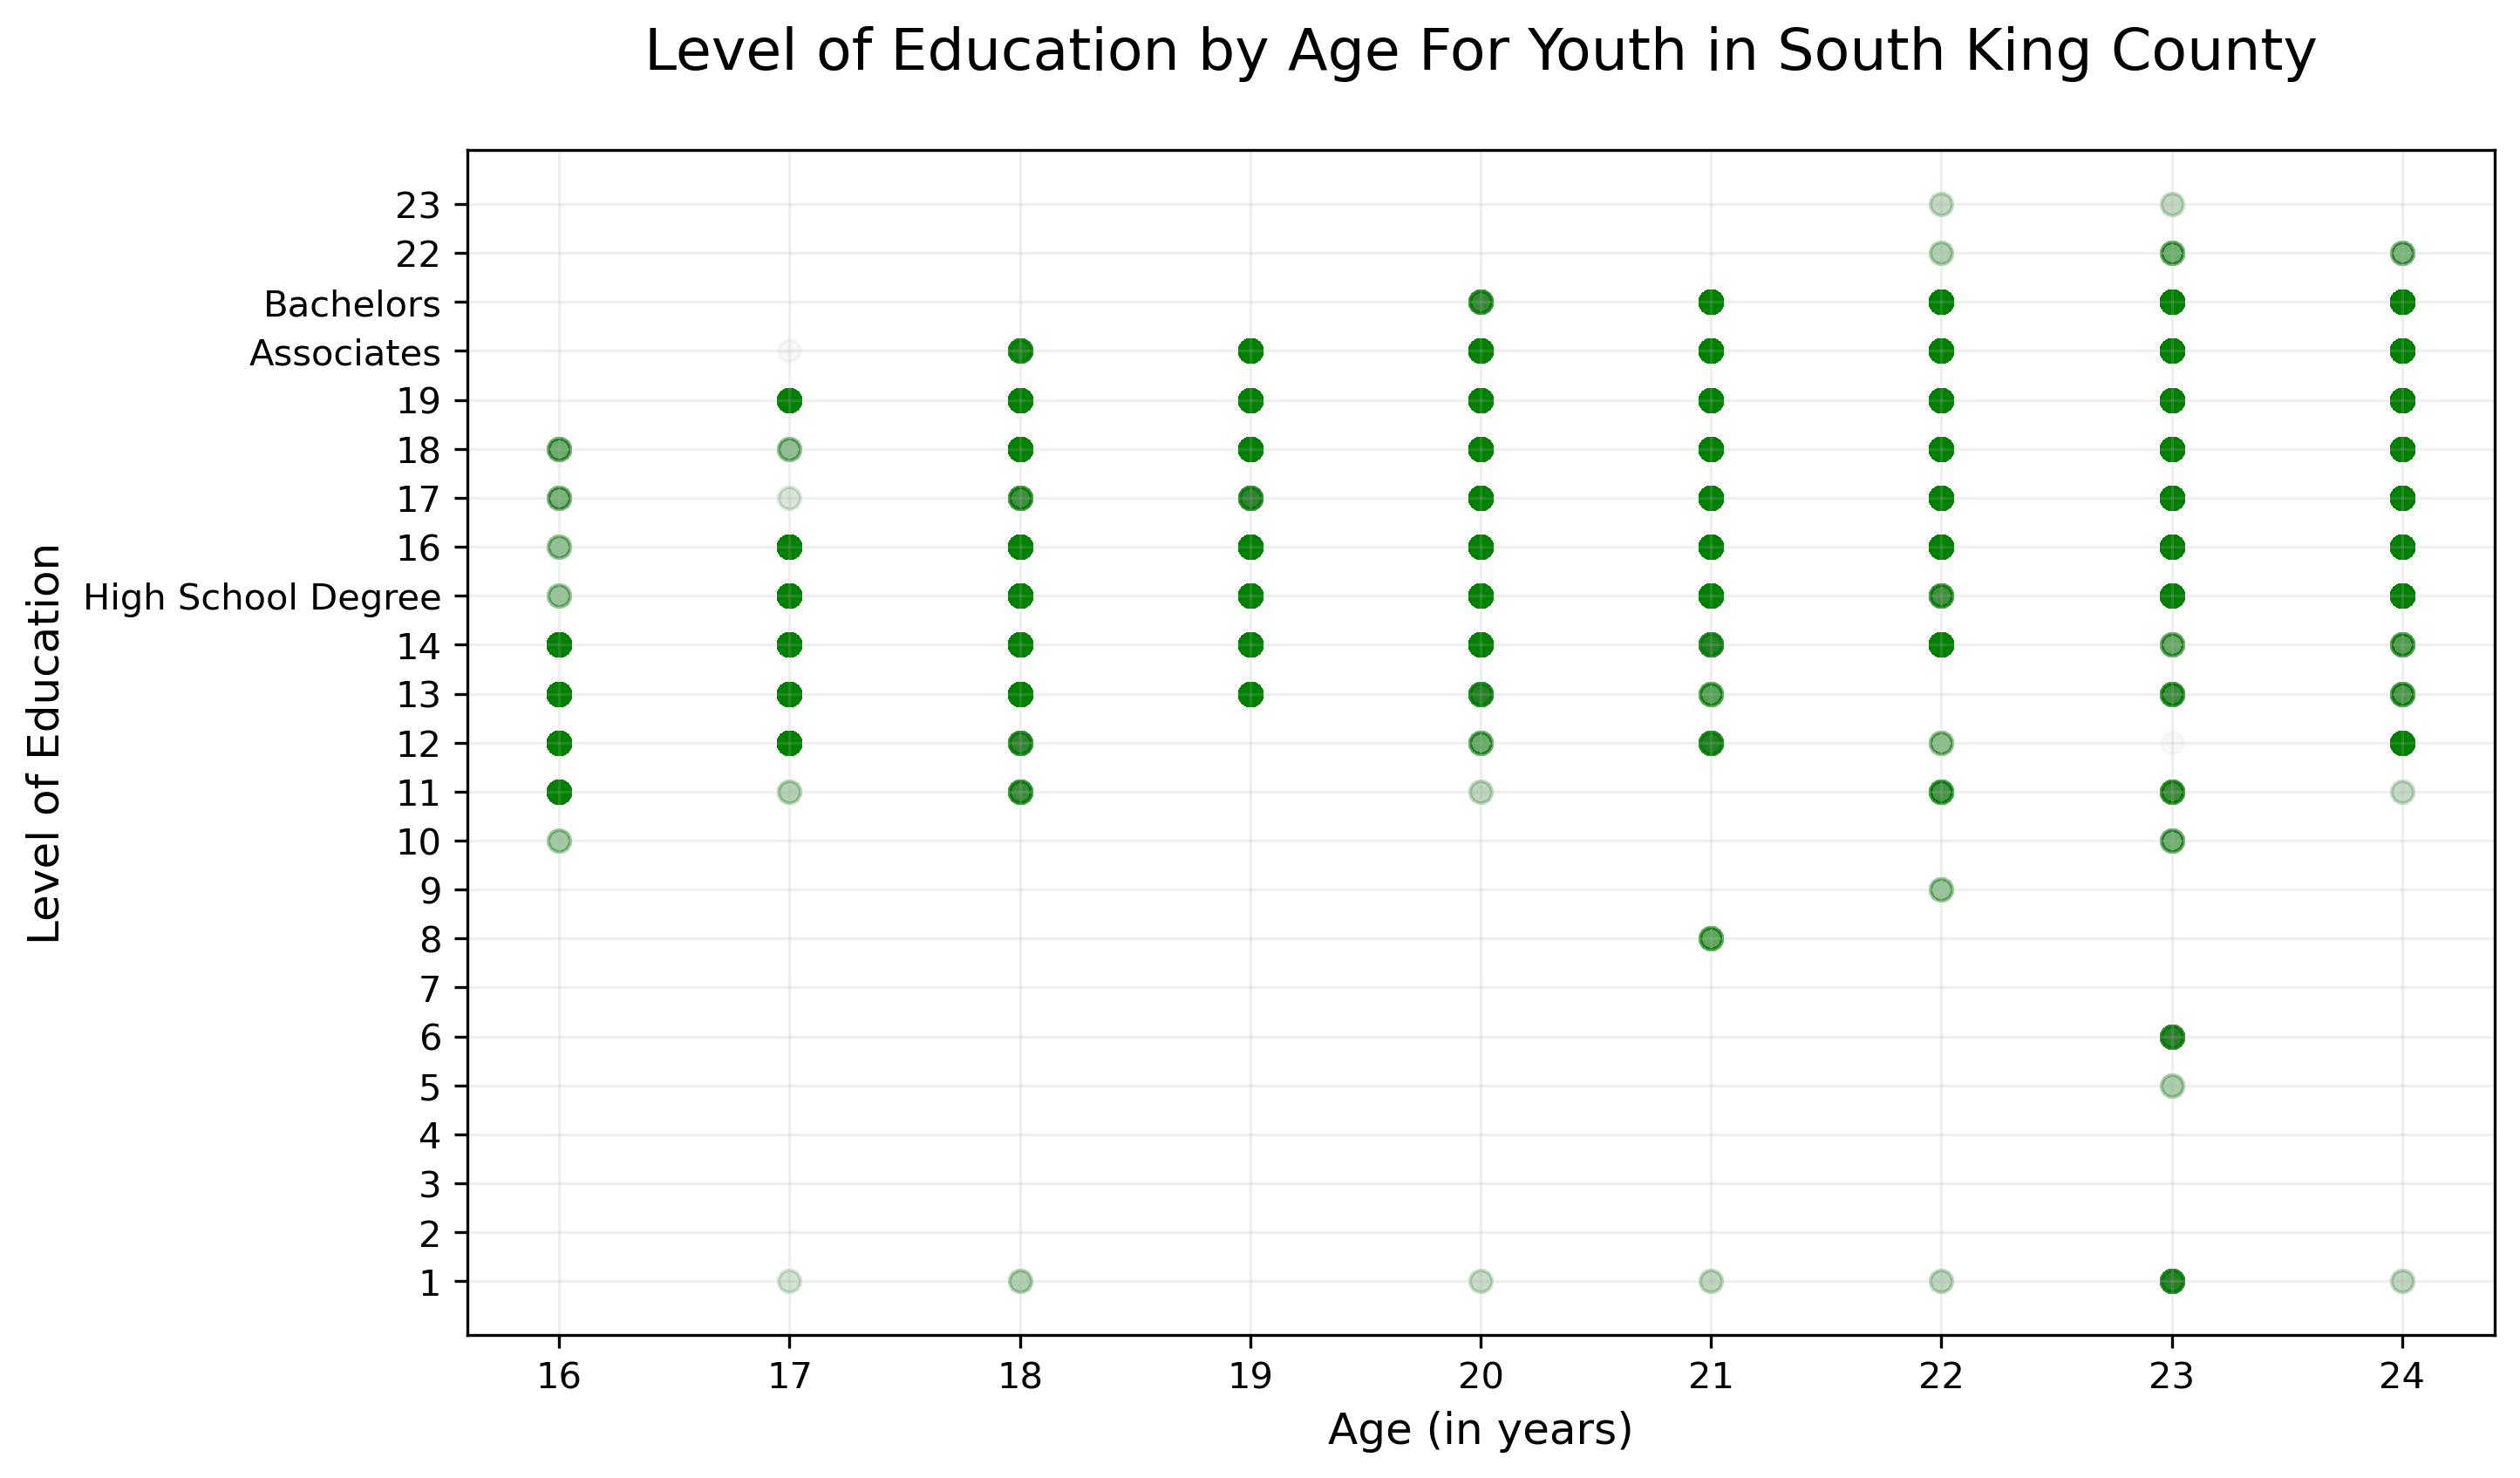 Level of Education by Age For Youth in South King County
Level of Education
23
22
Bachelors
Associates
19
18
17
16
High School Degree
14
13
12
11
10
9
8
7
6
5
4
3
2
1
16 17 18 19 20 21 22 23 24
Age (in years)